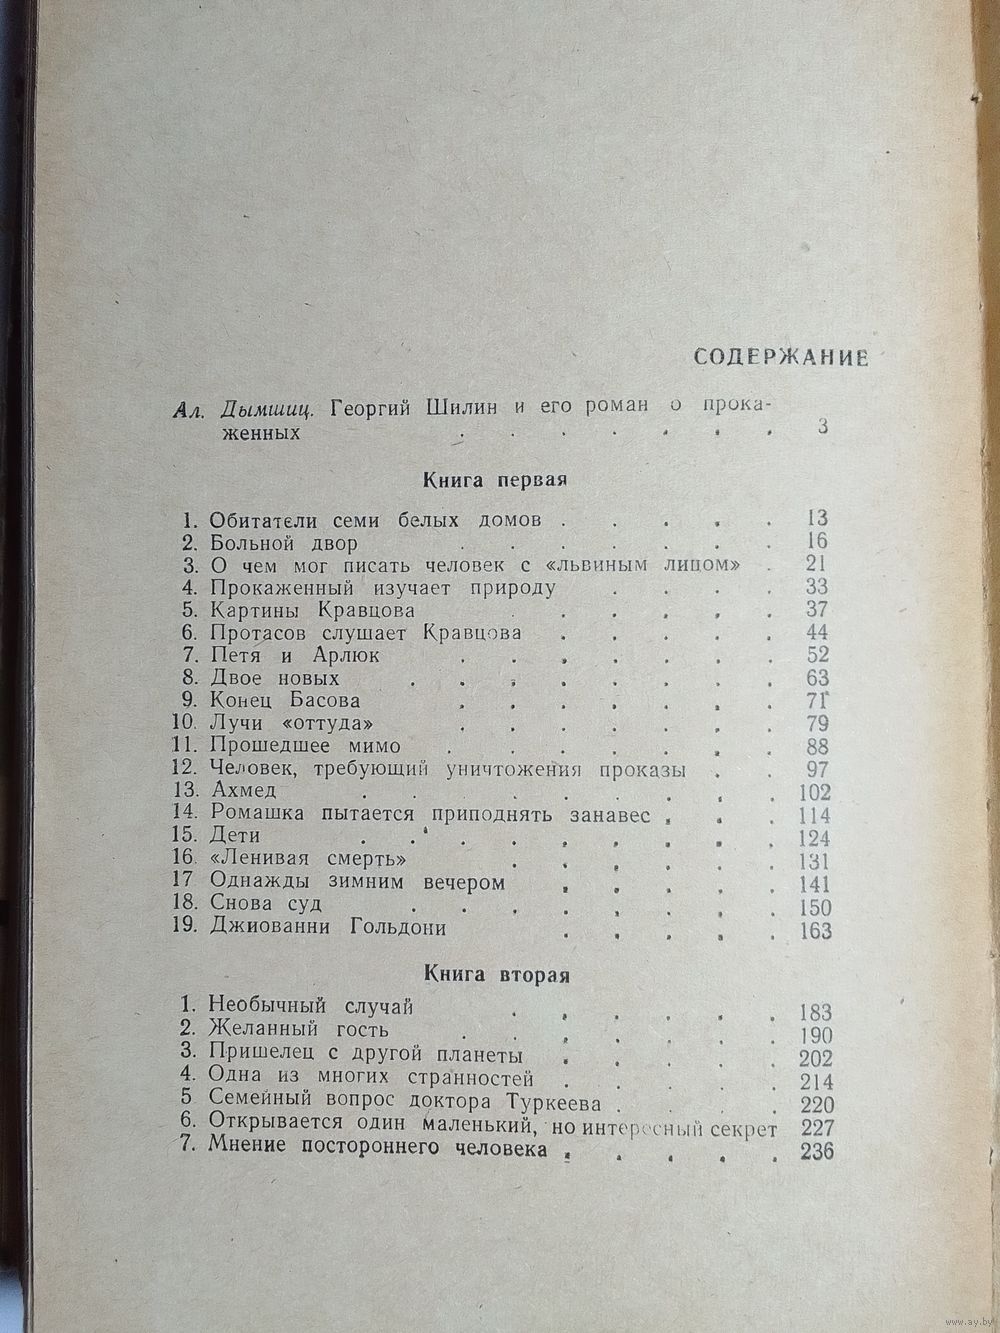 СОДЕРЖАНИЕ
Ал. Дымшиц. Георгий Шилин и его роман о прока-
женных . . . . . . . 3
Книга первая
1. Обитатели семи белых домов . . . . . 13
2. Больной двор . . . . . . . 16
3. О чем мог писать человек с «львиным лицом» . 21
4. Прокаженный изучает природу . . . . 33
5. Картины Кравцова . . . . . . 37
6. Протасов слушает Кравцова . . . . . 44
7. Петя и Арлюк . . . . . . . 52
8. Двое новых . . . . . . . . 63
9. Конец Басова . . . . . . . 71
10. Лучи «оттуда» . . . . . . . 79
11. Прошедшее мимо . . . . . . . 88
12. Человек, требующий уничтожения проказы . . 97
13. Ахмед . . . . . . . . . 102
14. Ромашка пытается приподнять занавес . . . 114
15. Дети . . . . . . . . . 124
16. «Ленивая смерть» . . . . . . 131
17 Однажды зимним вечером . . . . . 141
18. Снова суд . . . . . . . . 150
19. Джиованни Гольдони . . . . . 163
Книга вторая
1. Необычный случай . . . . . . 183
2. Желанный гость . . . . . . . 190
3. Пришелец с другой планеты . . . . . 202
4. Одна из многих странностей . . . . . 214
5 Семейный вопрос доктора Туркеева . . . . 220
6. Открывается один маленький, но интересный секрет 227
7. Мнение постороннего человека . . . . . 236
www.ay.by